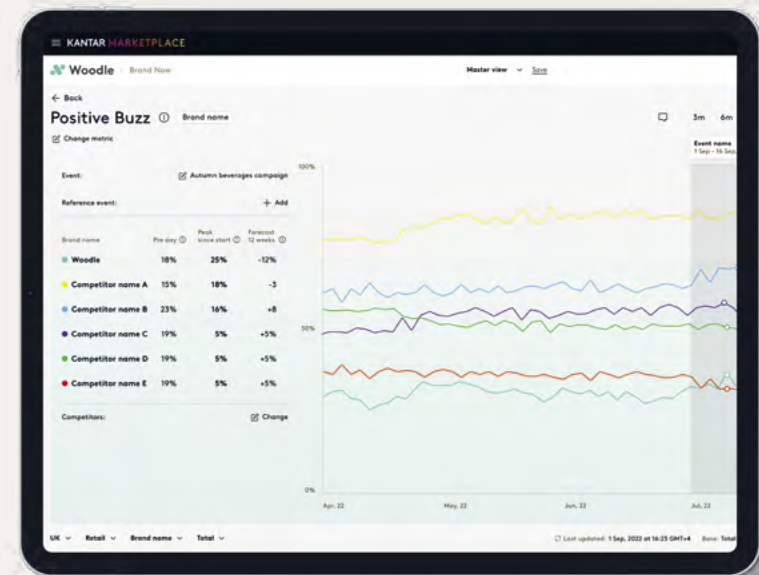 KANTAR MARKETPLACE
Woodle Brand Now Master view Save
Back
Positive Buzz Brand name 3m 6m
Change metric
Event name
1 Sep - 16 Sep,
100%
Event: Autumn beverages campaign
Reference event: + Add
Brand name Pre day Peak since start Forecast 12 weeks
Woodle 18% 25% -12%
Competitor name A 15% 18% -3
Competitor name B 23% 16% +8
Competitor name C 19% 5% +5%
50%
Competitor name D 19% 5% +5%
Competitor name E 19% 5% +5%
Competitors: Change
0%
Apr, 22 May, 22 Jun, 22 Jul, 22
UK Retail Brand name Total Last updated: 1 Sep, 2022 at 16:25 GMT+4 Base: Total